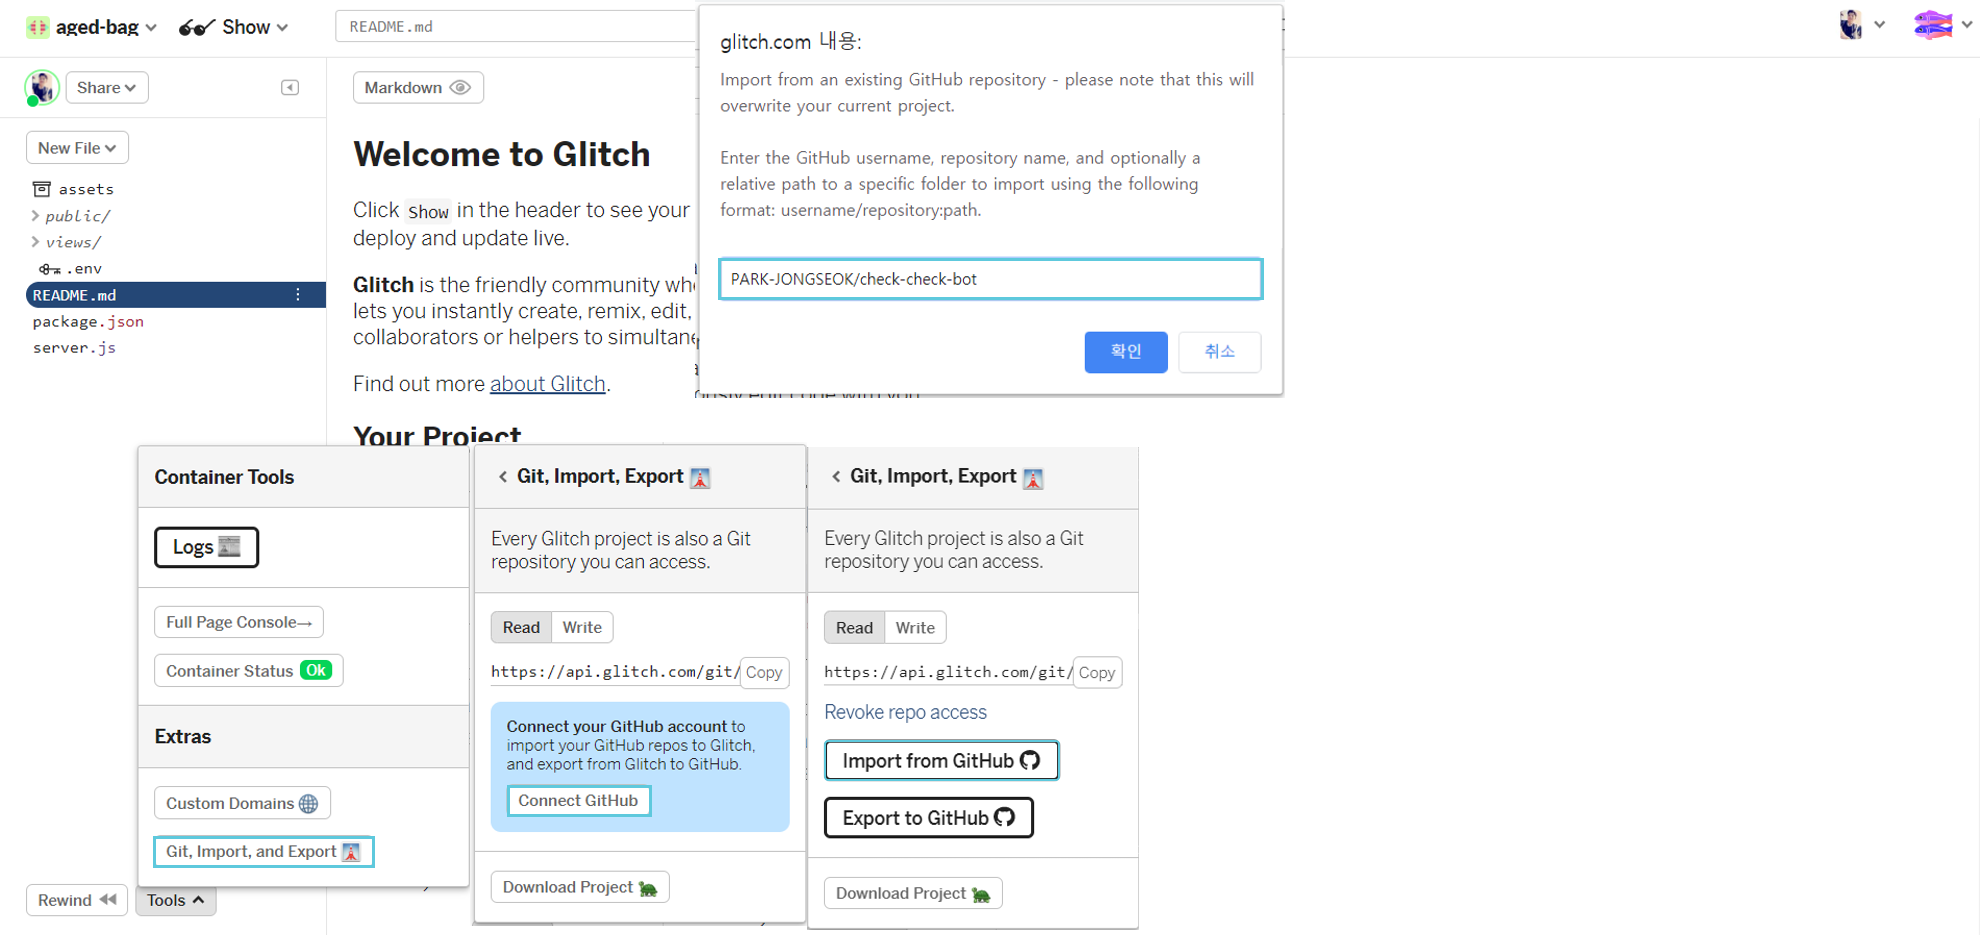 aged-bag
Show
README.md
Share
Markdown
New File
assets
public/
views/
.env
README.md
package.json
server.js
Welcome to Glitch
Click Show in the header to see your
deploy and update live.
Glitch is the friendly community whe
lets you instantly create, remix, edit,
collaborators or helpers to simultane
Find out more about Glitch.
Your Project
glitch.com 내용:
Import from an existing GitHub repository - please note that this will
overwrite your current project.
Enter the GitHub username, repository name, and optionally a
relative path to a specific folder to import using the following
format: username/repository:path.
PARK-JONGSEOK/check-check-bot
확인
취소
Container Tools
Logs
Full Page Console→
Container Status Ok
Extras
Custom Domains
Git, Import, and Export
Rewind
Tools
Git, Import, Export
Every Glitch project is also a Git
repository you can access.
Read
Write
https://api.glitch.com/git/
Copy
Connect your GitHub account to
import your GitHub repos to Glitch,
and export from Glitch to GitHub.
Connect GitHub
Download Project
Git, Import, Export
Every Glitch project is also a Git
repository you can access.
Read
Write
https://api.glitch.com/git/
Copy
Revoke repo access
Import from GitHub
Export to GitHub
Download Project